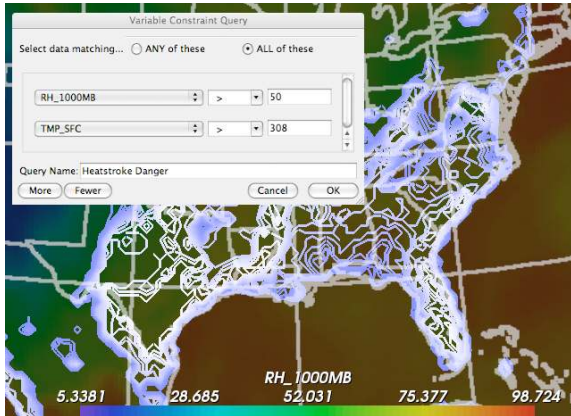 Variable Constraint Query
Select data matching... ANY of these ALL of these
RH_1000MB > 50
TMP_SFC > 308
Query Name: Heatstroke Danger
More Fewer Cancel OK
RH_1000MB
5.3381 28.685 52.031 75.377 98.724